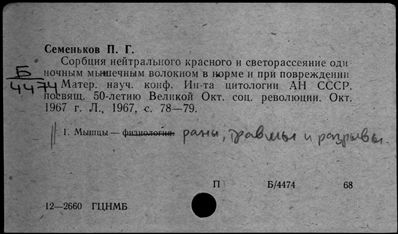 Семеньков П. Г.
Сорбция нейтрального красного и светорассеяние оди
ночным мышечным волокном в норме и при повреждении
Б
4474
Матер. науч. конф. Ин-та цитологии АН СССР,
посвящ. 50-летию Великой Окт. соц. революции. Окт.
1967 г. Л., 1967, с. 78—79.
1. Мышцы — физиология раны, травмы и разрывы.
П Б/4474 68
12—2660 ГЦНМБ